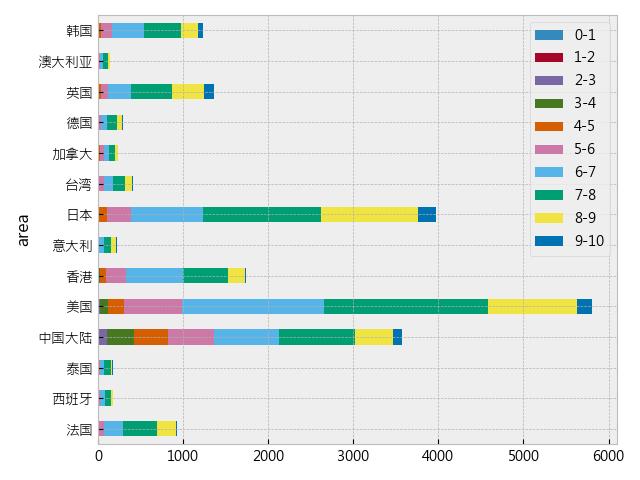 韩国
澳大利亚
英国
德国
加拿大
台湾
日本
意大利
香港
美国
中国大陆
泰国
西班牙
法国
area
0
1000
2000
3000
4000
5000
6000
0-1
1-2
2-3
3-4
4-5
5-6
6-7
7-8
8-9
9-10